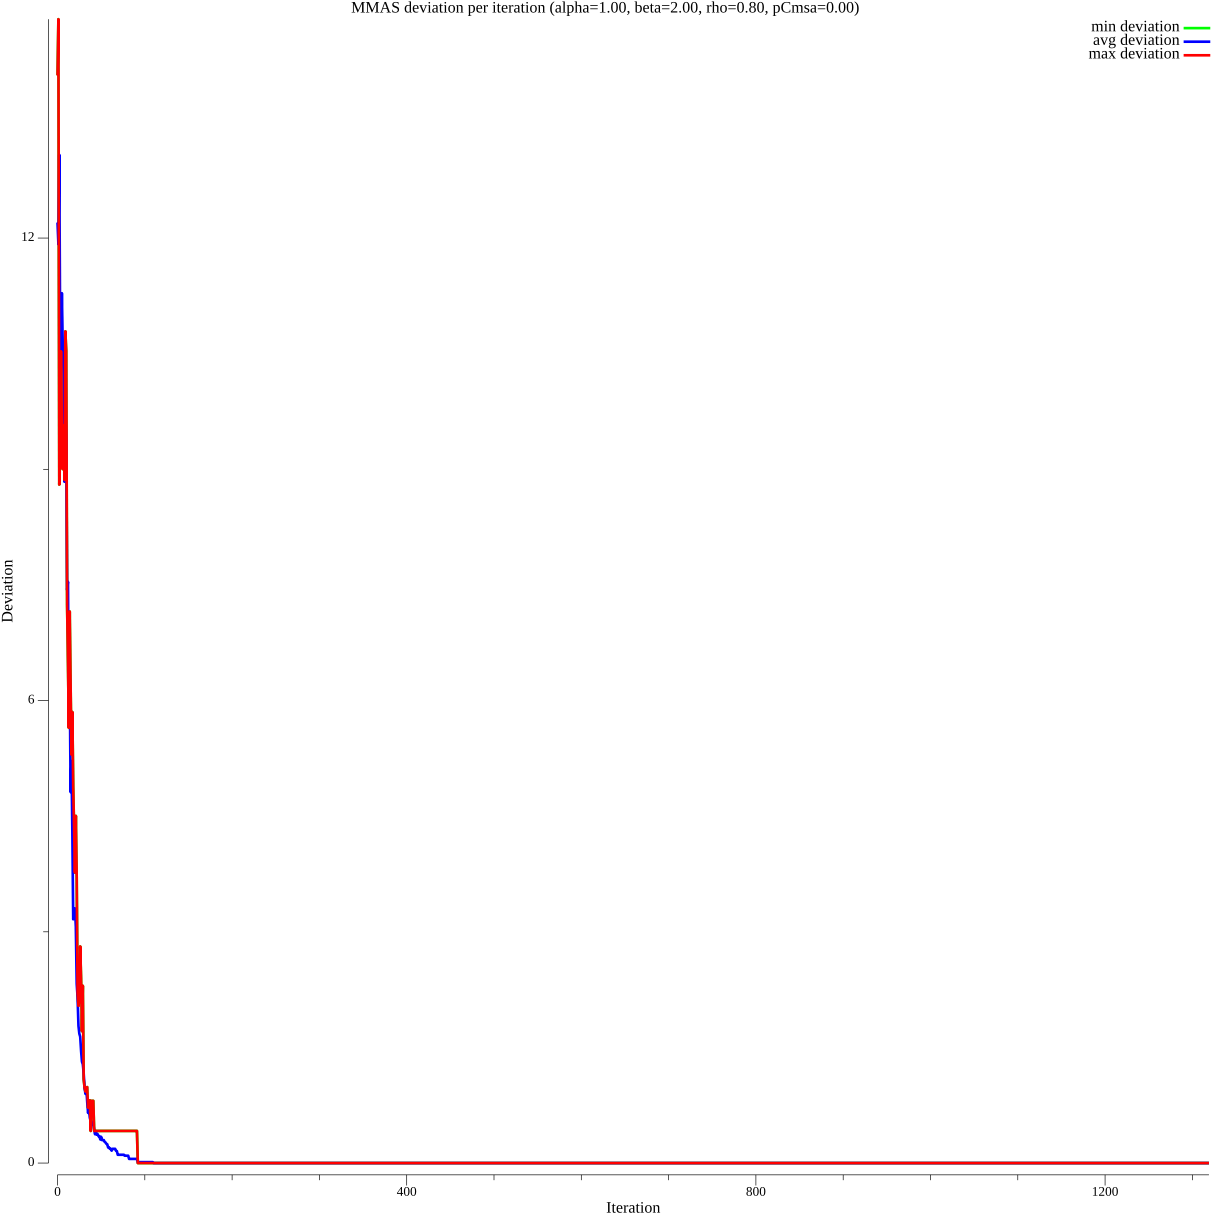 MMAS deviation per iteration (alpha=1.00, beta=2.00, rho=0.80, pCmsa=0.00)
min deviation
avg deviation
max deviation
12
6
0
Deviation
0 400 800 1200
Iteration